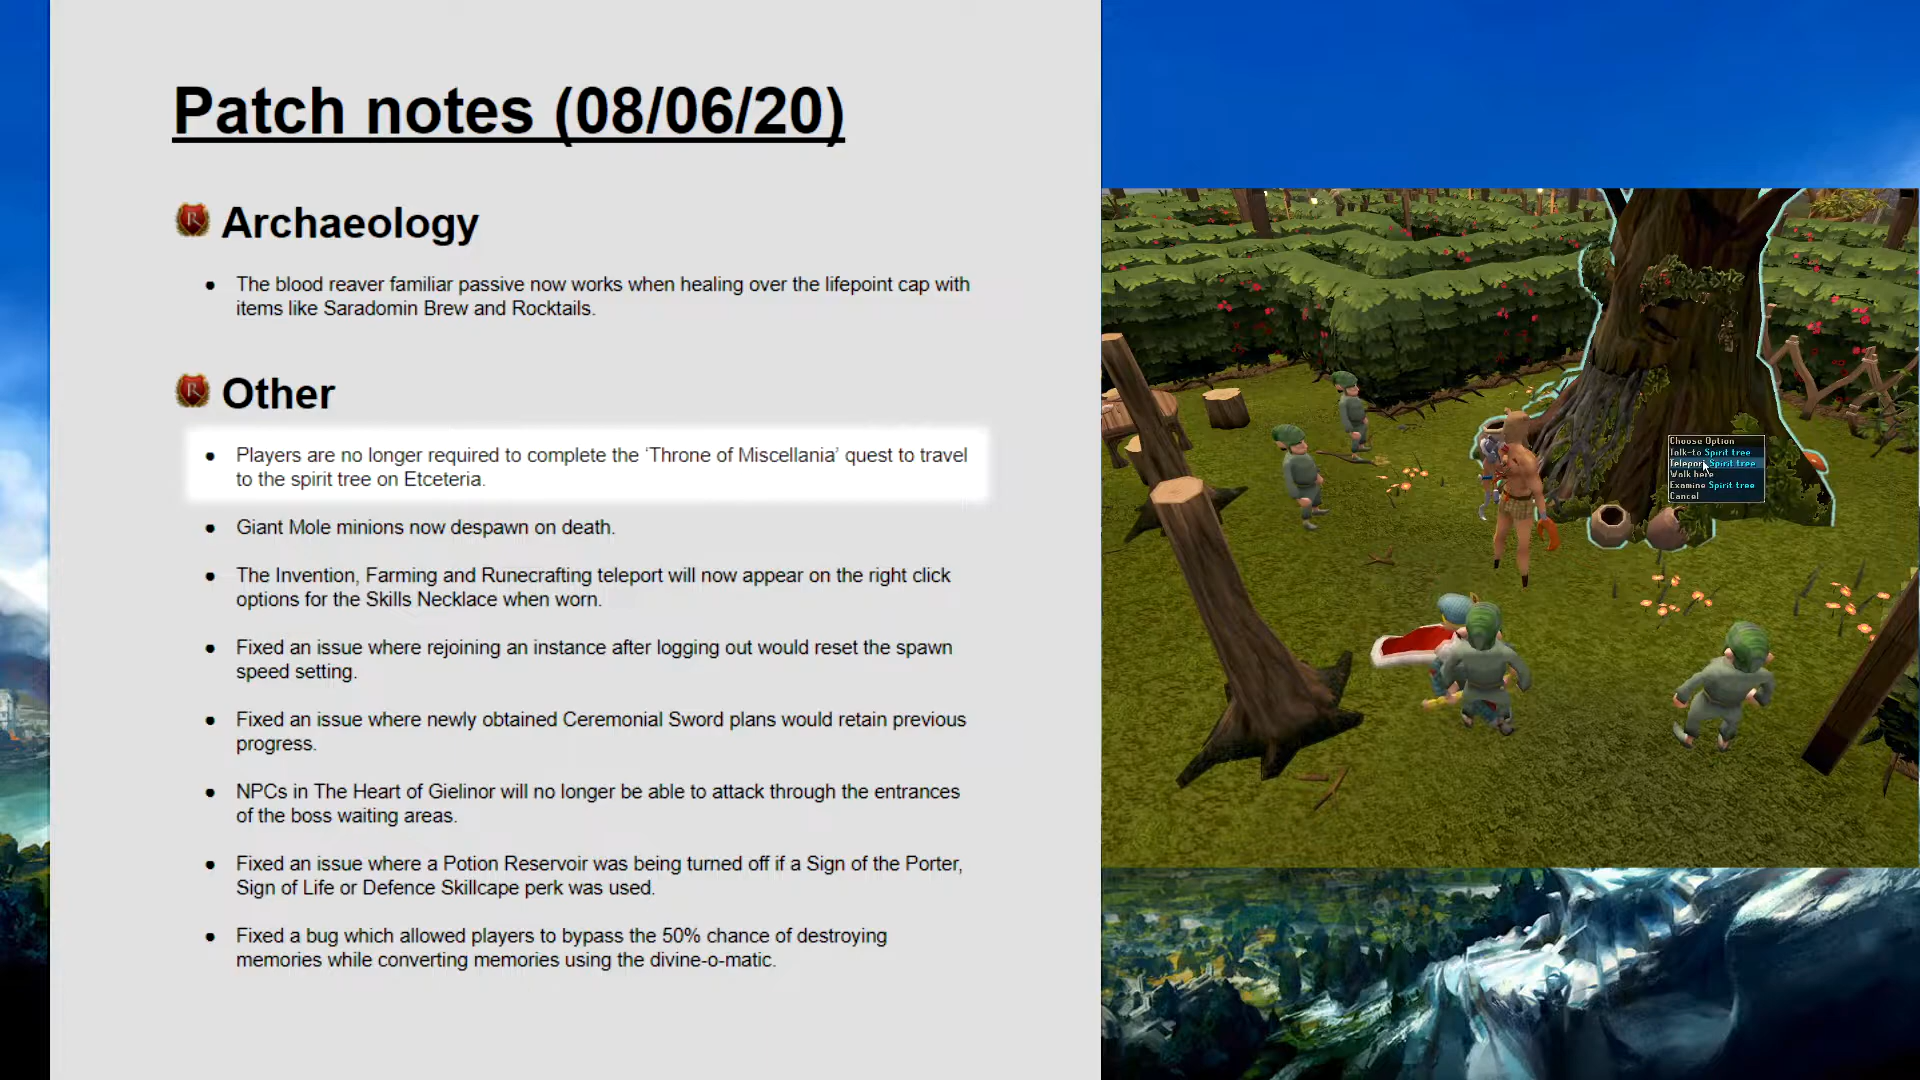 Patch notes (08/06/20)
Archaeology
● The blood reaver familiar passive now works when healing over the lifepoint cap with
items like Saradomin Brew and Rocktails.
Other
● Players are no longer required to complete the ‘Throne of Miscellania’ quest to travel
to the spirit tree on Etceteria.
● Giant Mole minions now despawn on death.
● The Invention, Farming and Runecrafting teleport will now appear on the right click
options for the Skills Necklace when worn.
● Fixed an issue where rejoining an instance after logging out would reset the spawn
speed setting.
● Fixed an issue where newly obtained Ceremonial Sword plans would retain previous
progress.
● NPCs in The Heart of Gielinor will no longer be able to attack through the entrances
of the boss waiting areas.
● Fixed an issue where a Potion Reservoir was being turned off if a Sign of the Porter,
Sign of Life or Defence Skillcape perk was used.
● Fixed a bug which allowed players to bypass the 50% chance of destroying
memories while converting memories using the divine-o-matic.
Choose Option
Talk-to Spirit tree
Teleport Spirit tree
Walk here
Examine Spirit tree
Cancel